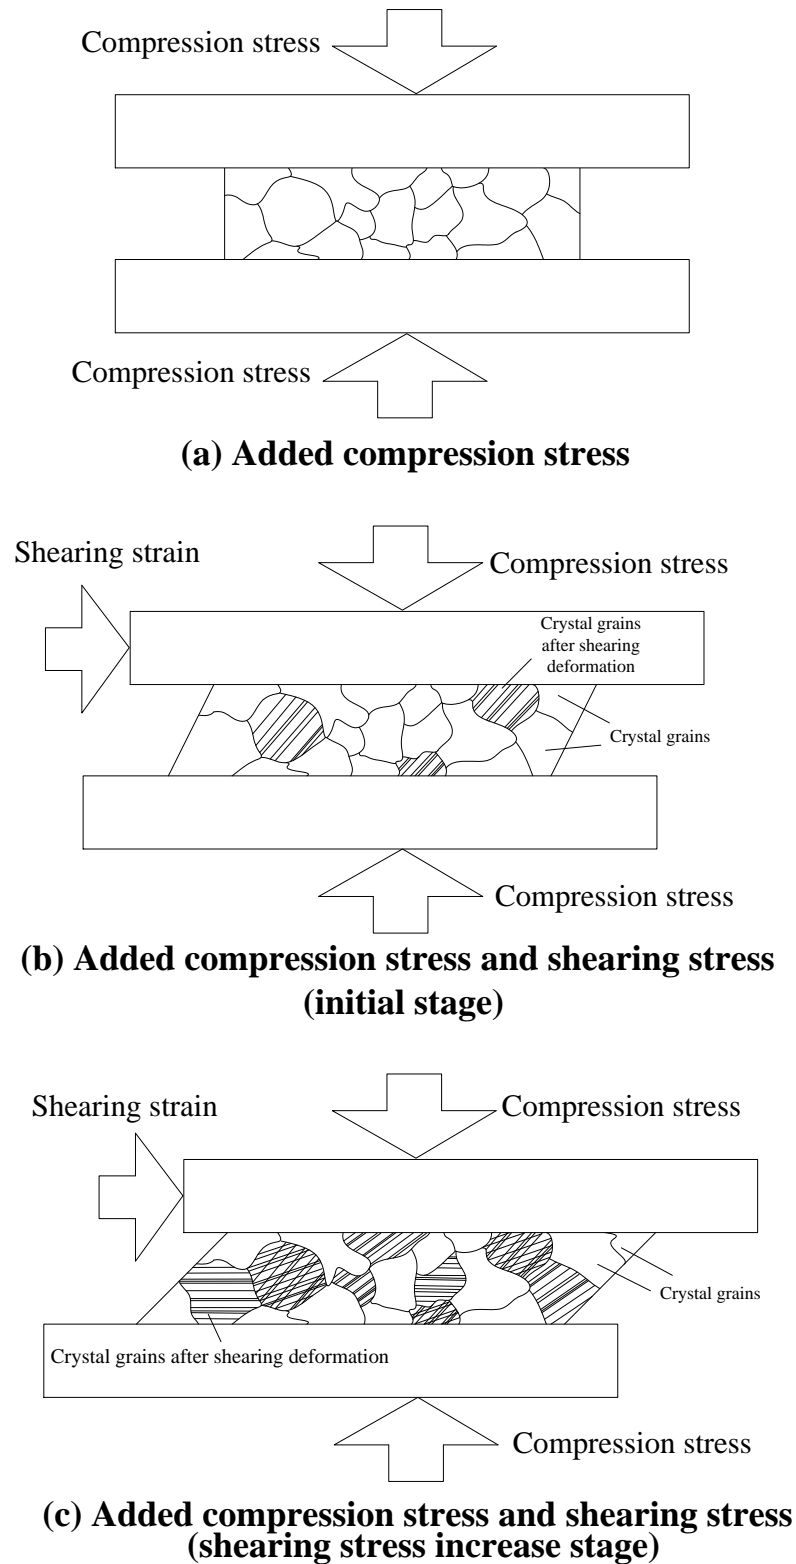 Compression stress
Compression stress
(a) Added compression stress
Shearing strain
Compression stress
Crystal grains
after shearing
deformation
Crystal grains
Compression stress
(b) Added compression stress and shearing stress
(initial stage)
Shearing strain
Compression stress
Crystal grains
Crystal grains after shearing deformation
Compression stress
(c) Added compression stress and shearing stress
(shearing stress increase stage)